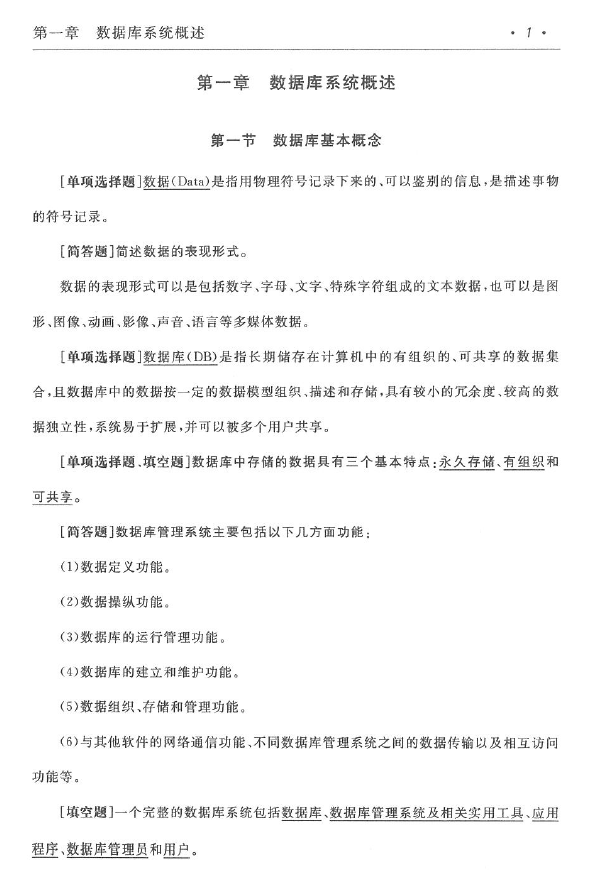 第一章 数据库系统概述 ·1·
第一章 数据库系统概述
第一节 数据库基本概念
[单项选择题]数据(Data)是指用物理符号记录下来的、可以鉴别的信息,是描述事物
的符号记录。
[简答题]简述数据的表现形式。
数据的表现形式可以是包括数字、字母、文字、特殊字符组成的文本数据,也可以是图
形、图像、动画、影像、声音、语言等多媒体数据。
[单项选择题]数据库(DB)是指长期储存在计算机中的有组织的、可共享的数据集
合,且数据库中的数据按一定的数据模型组织、描述和存储,具有较小的冗余度、较高的数
据独立性,系统易于扩展,并可以被多个用户共享。
[单项选择题、填空题]数据库中存储的数据具有三个基本特点:永久存储、有组织和
可共享。
[简答题]数据库管理系统主要包括以下几方面功能:
(1)数据定义功能。
(2)数据操纵功能。
(3)数据库的运行管理功能。
(4)数据库的建立和维护功能。
(5)数据组织、存储和管理功能。
(6)与其他软件的网络通信功能、不同数据库管理系统之间的数据传输以及相互访问
功能等。
[填空题]一个完整的数据库系统包括数据库、数据库管理系统及相关实用工具、应用
程序、数据库管理员和用户。